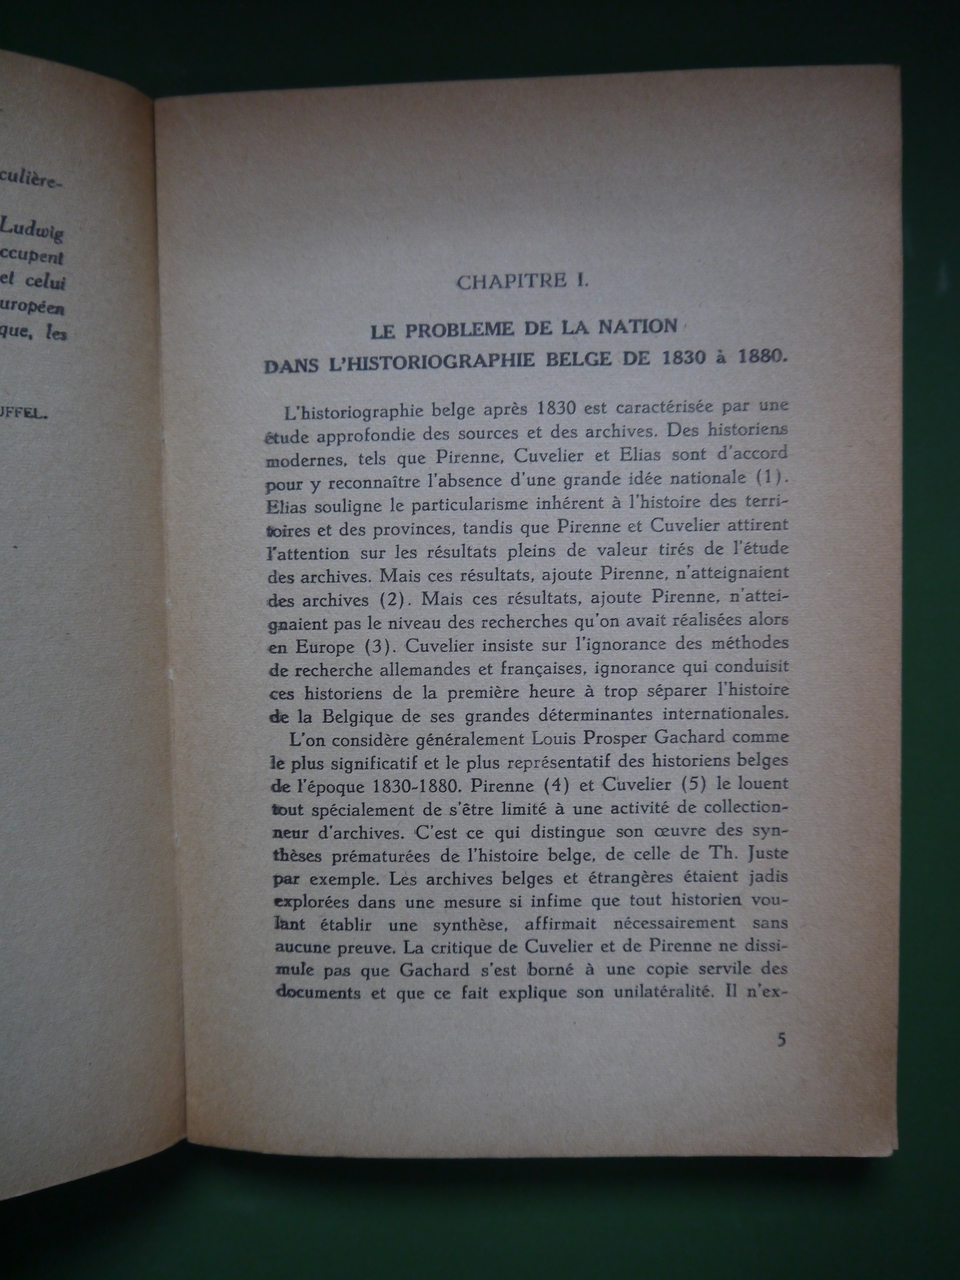 culière-
Ludwig
ccupent
et celui
uropéen
que, les
UFFEL.
CHAPITRE I.
LE PROBLEME DE LA NATION
DANS L'HISTORIOGRAPHIE BELGE DE 1830 à 1880.
L'historiographie belge après 1830 est caractérisée par une
étude approfondie des sources et des archives. Des historiens
modernes, tels que Pirenne, Cuvelier et Elias sont d'accord
pour y reconnaître l'absence d'une grande idée nationale (1).
Elias souligne le particularisme inhérent à l'histoire des terri-
toires et des provinces, tandis que Pirenne et Cuvelier attirent
l'attention sur les résultats pleins de valeur tirés de l'étude
des archives. Mais ces résultats, ajoute Pirenne, n'atteignaient
des archives (2). Mais ces résultats, ajoute Pirenne, n'attei-
gnaient pas le niveau des recherches qu'on avait réalisées alors
en Europe (3). Cuvelier insiste sur l'ignorance des méthodes
de recherche allemandes et françaises, ignorance qui conduisit
ces historiens de la première heure à trop séparer l'histoire
de la Belgique de ses grandes déterminantes internationales.
L'on considère généralement Louis Prosper Gachard comme
le plus significatif et le plus représentatif des historiens belges
de l'époque 1830-1880. Pirenne (4) et Cuvelier (5) le louent
tout spécialement de s'être limité à une activité de collection-
neur d'archives. C'est ce qui distingue son œuvre des syn-
thèses prématurées de l'histoire belge, de celle de Th. Juste
par exemple. Les archives belges et étrangères étaient jadis
explorées dans une mesure si infime que tout historien vou-
lant établir une synthèse, affirmait nécessairement sans
aucune preuve. La critique de Cuvelier et de Pirenne ne dissi-
mule pas que Gachard s'est borné à une copie servile des
documents et que ce fait explique son unilatéralité. Il n'ex-
5